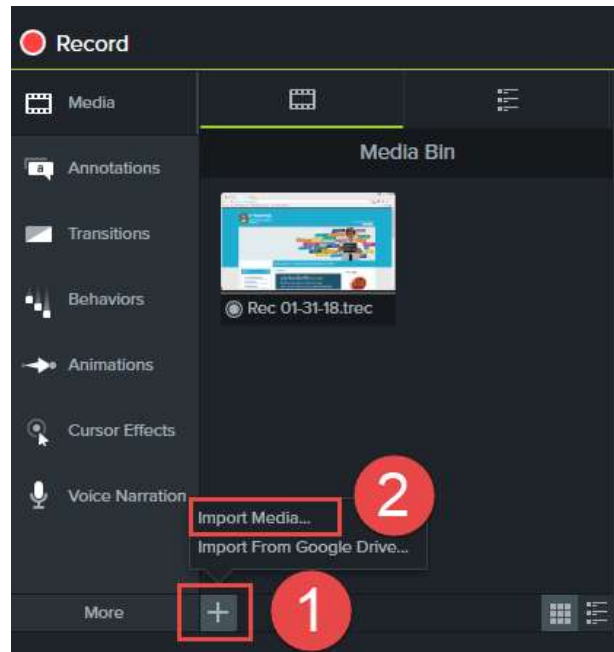 Record
Media
Media Bin
Annotations
Transitions
Behaviors
Rec 01-31-18.trec
Animations
Cursor Effects
Voice Narration
Import Media...
2
Import From Google Drive...
More
+
1